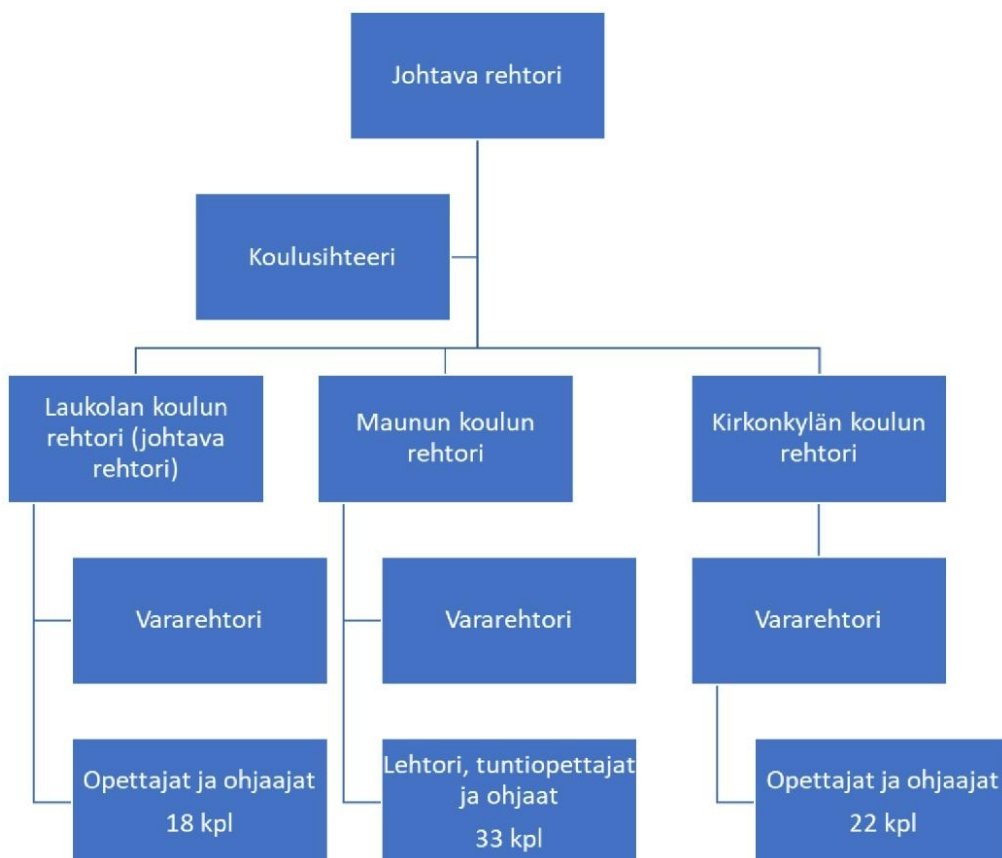 Johtava rehtori
Koulusihteeri
Laukolan koulun
rehtori (johtava
rehtori)
Maunun koulun
rehtori
Kirkonkylän koulun
rehtori
Vararehtori
Vararehtori
Vararehtori
Opettajat ja ohjaajat
18 kpl
Lehtori, tuntiopettajat
ja ohjaat
33 kpl
Opettajat ja ohjaajat
22 kpl